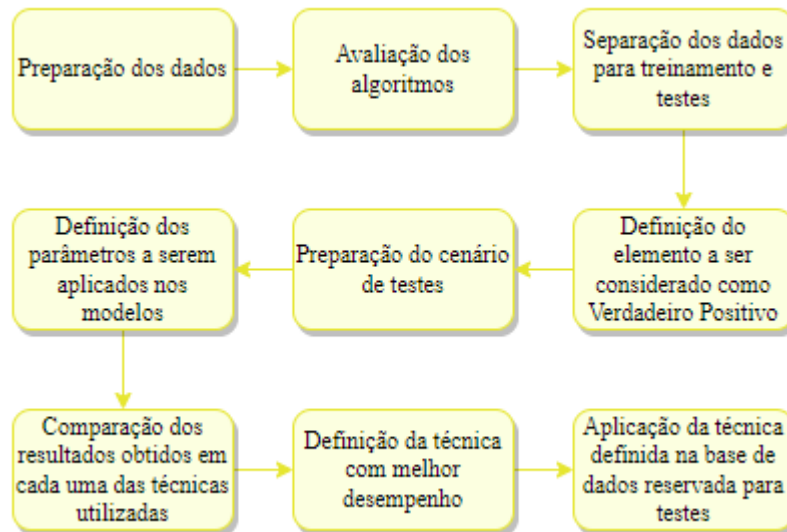 Preparação dos dados
Avaliação dos
algoritmos
Separação dos dados
para treinamento e
testes
Definição do
elemento a ser
considerado como
Verdadeiro Positivo
Preparação do cenário
de testes
Definição dos
parâmetros a serem
aplicados nos
modelos
Comparação dos
resultados obtidos em
cada uma das técnicas
utilizadas
Definição da técnica
com melhor
desempenho
Aplicação da técnica
definida na base de
dados reservada para
testes